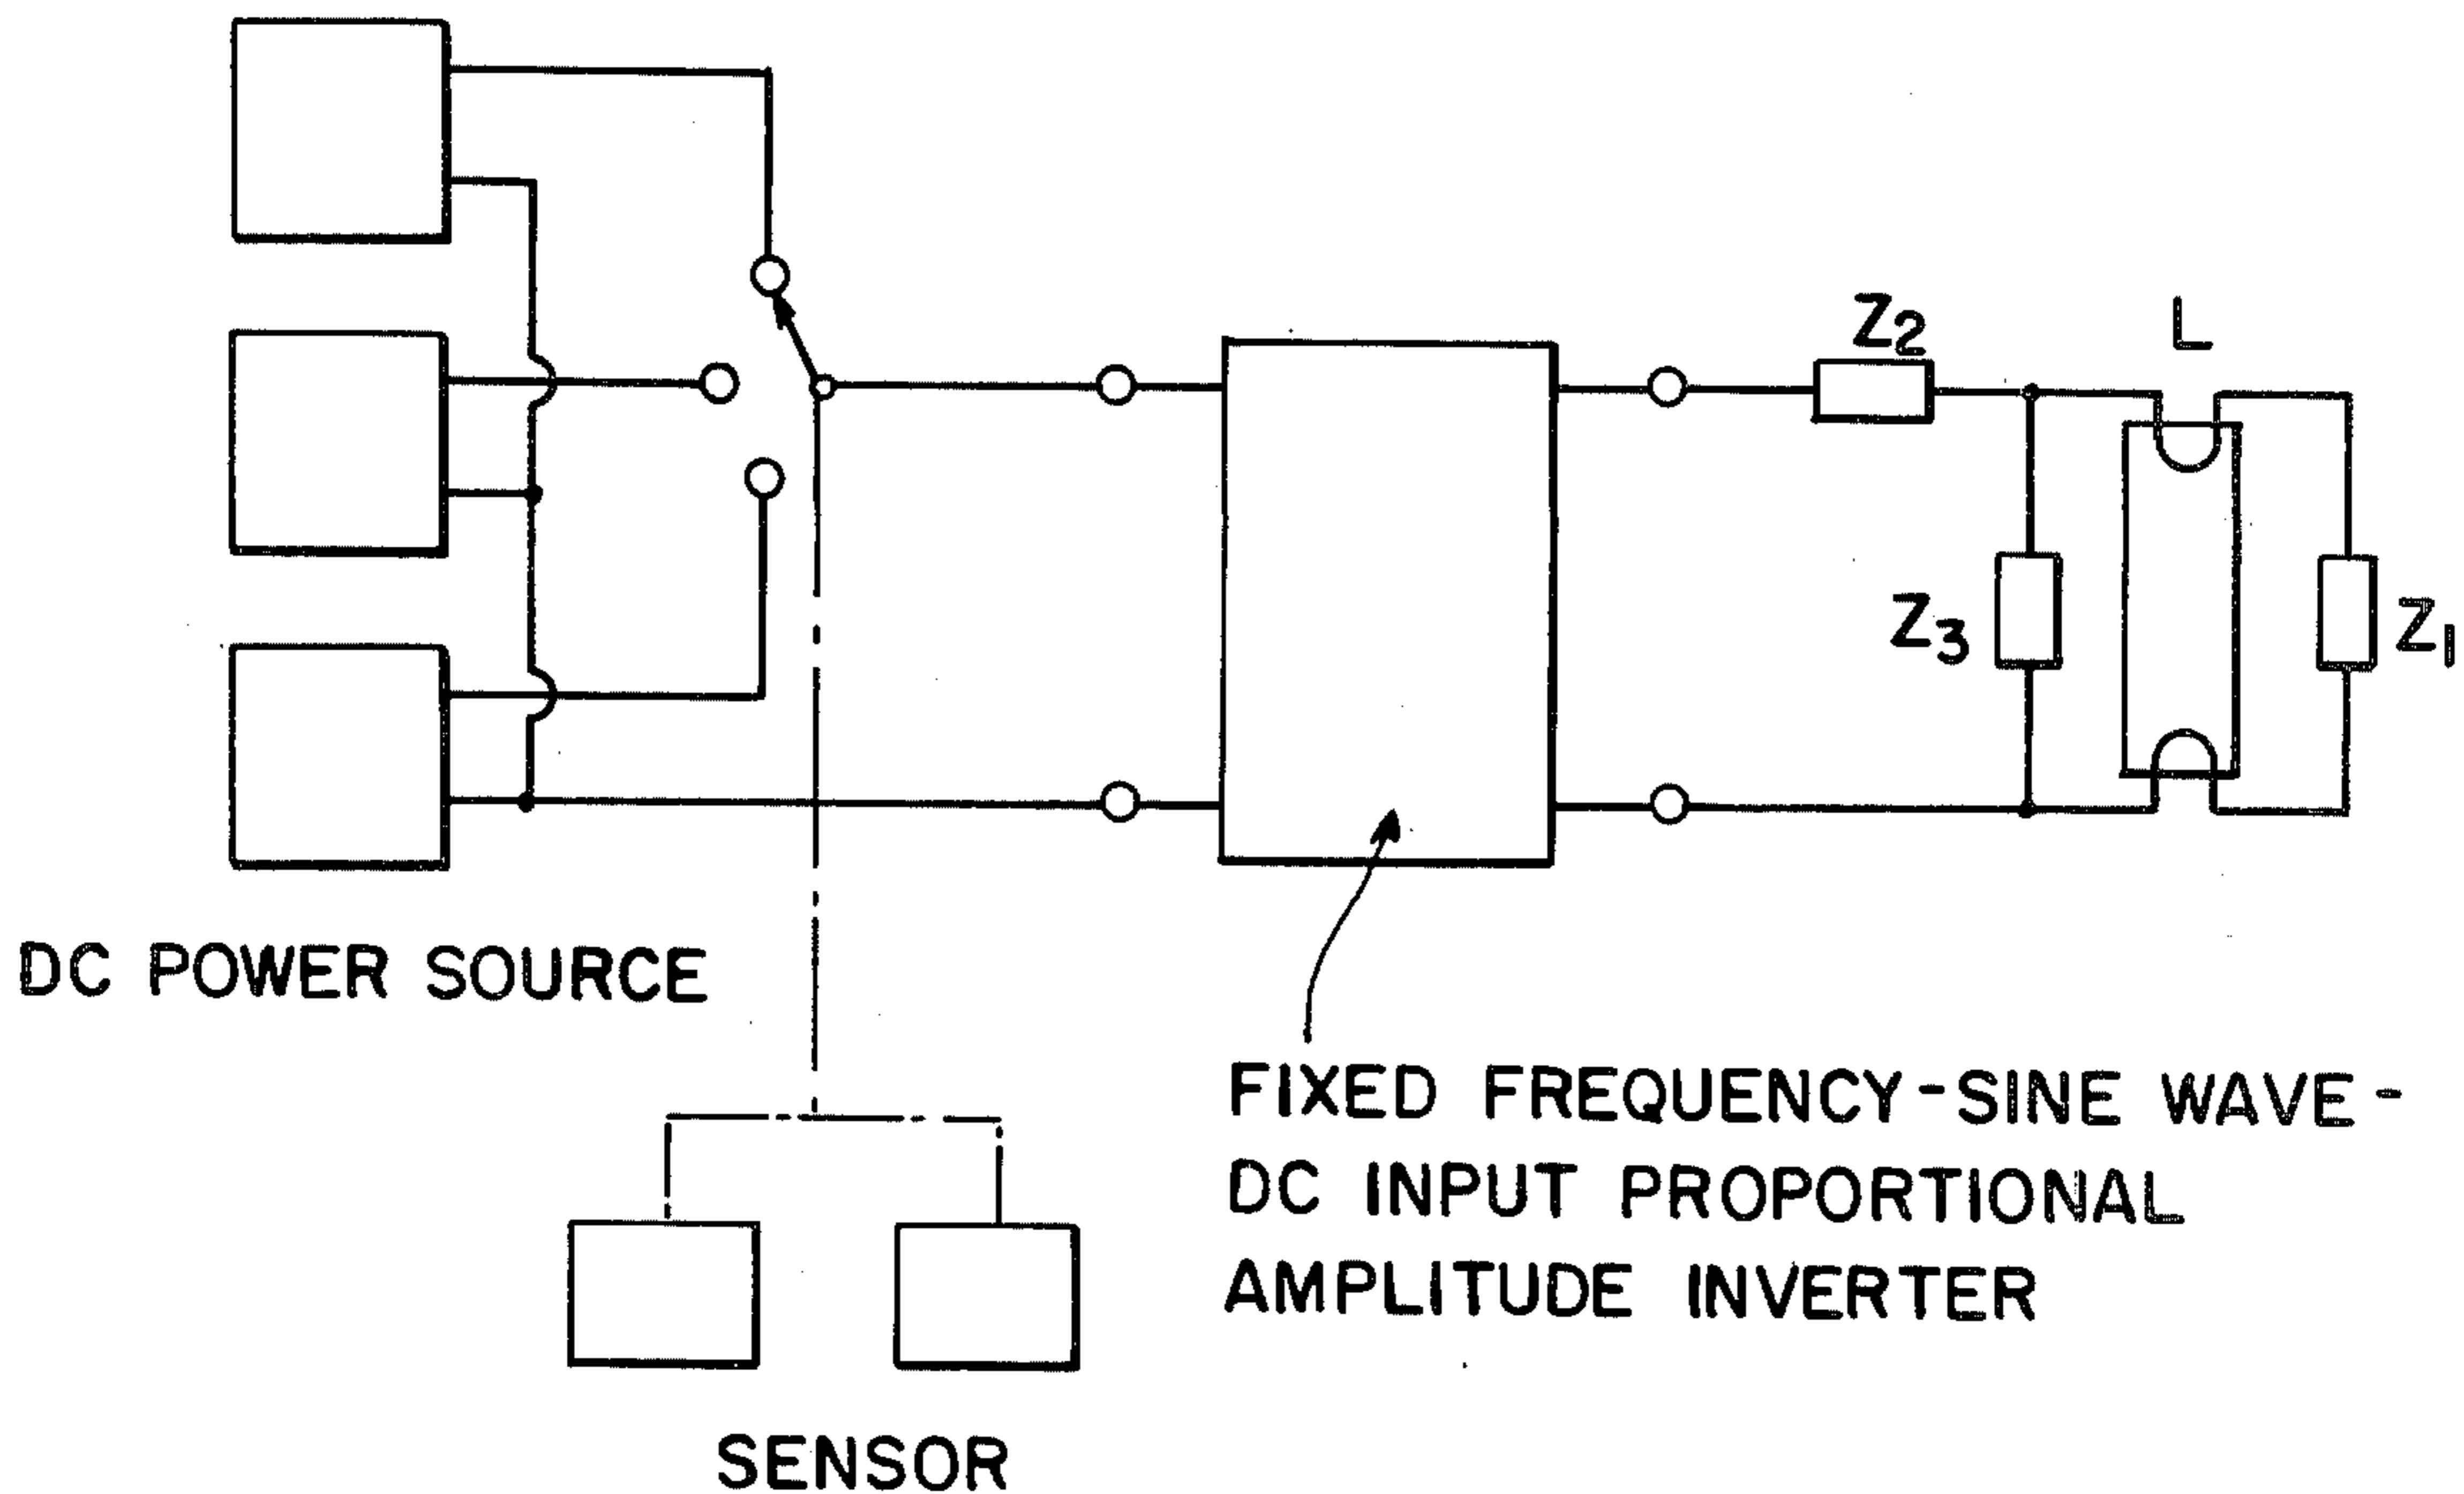 Z2
L
Z3
Z1
DC POWER SOURCE
FIXED FREQUENCY-SINE WAVE-
DC INPUT PROPORTIONAL
AMPLITUDE INVERTER
SENSOR